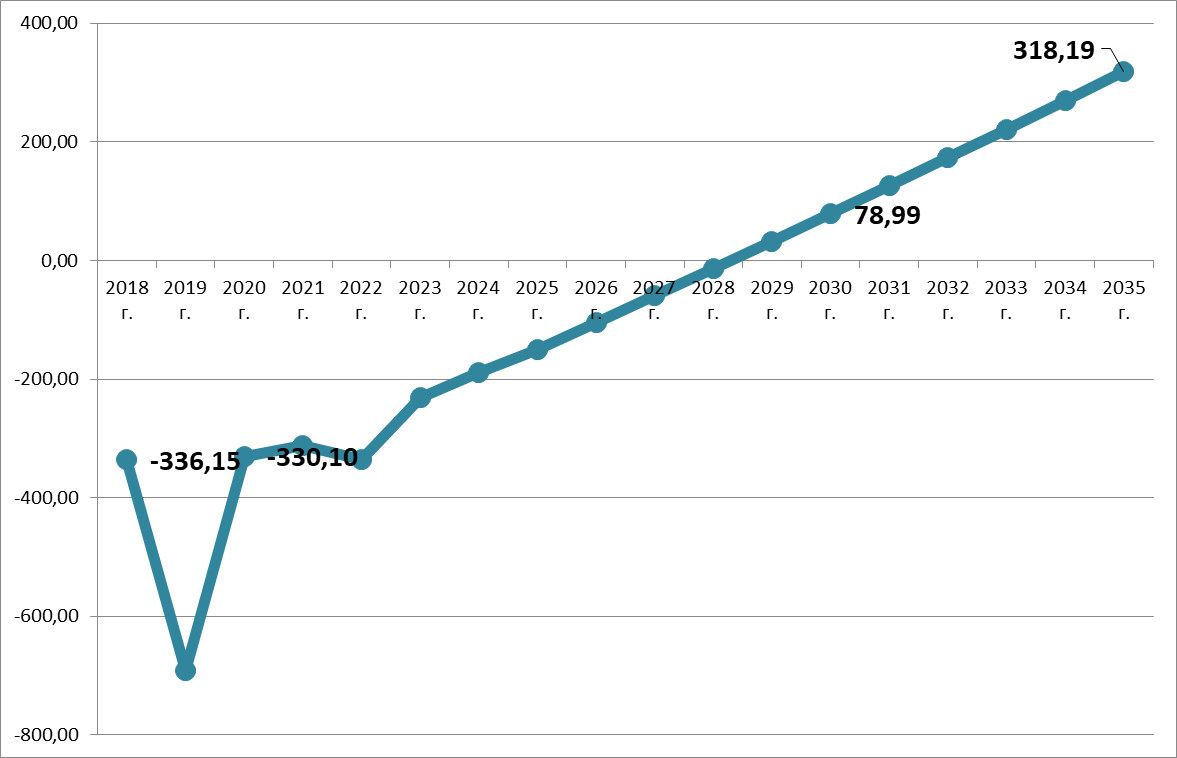 400,00
318,19
200,00
78,99
0,00
2018 г.
2019 г.
2020 г.
2021 г.
2022 г.
2023 г.
2024 г.
2025 г.
2026 г.
2027 г.
2028 г.
2029 г.
2030 г.
2031 г.
2032 г.
2033 г.
2034 г.
2035 г.
-200,00
-336,15
-330,10
-400,00
-600,00
-800,00